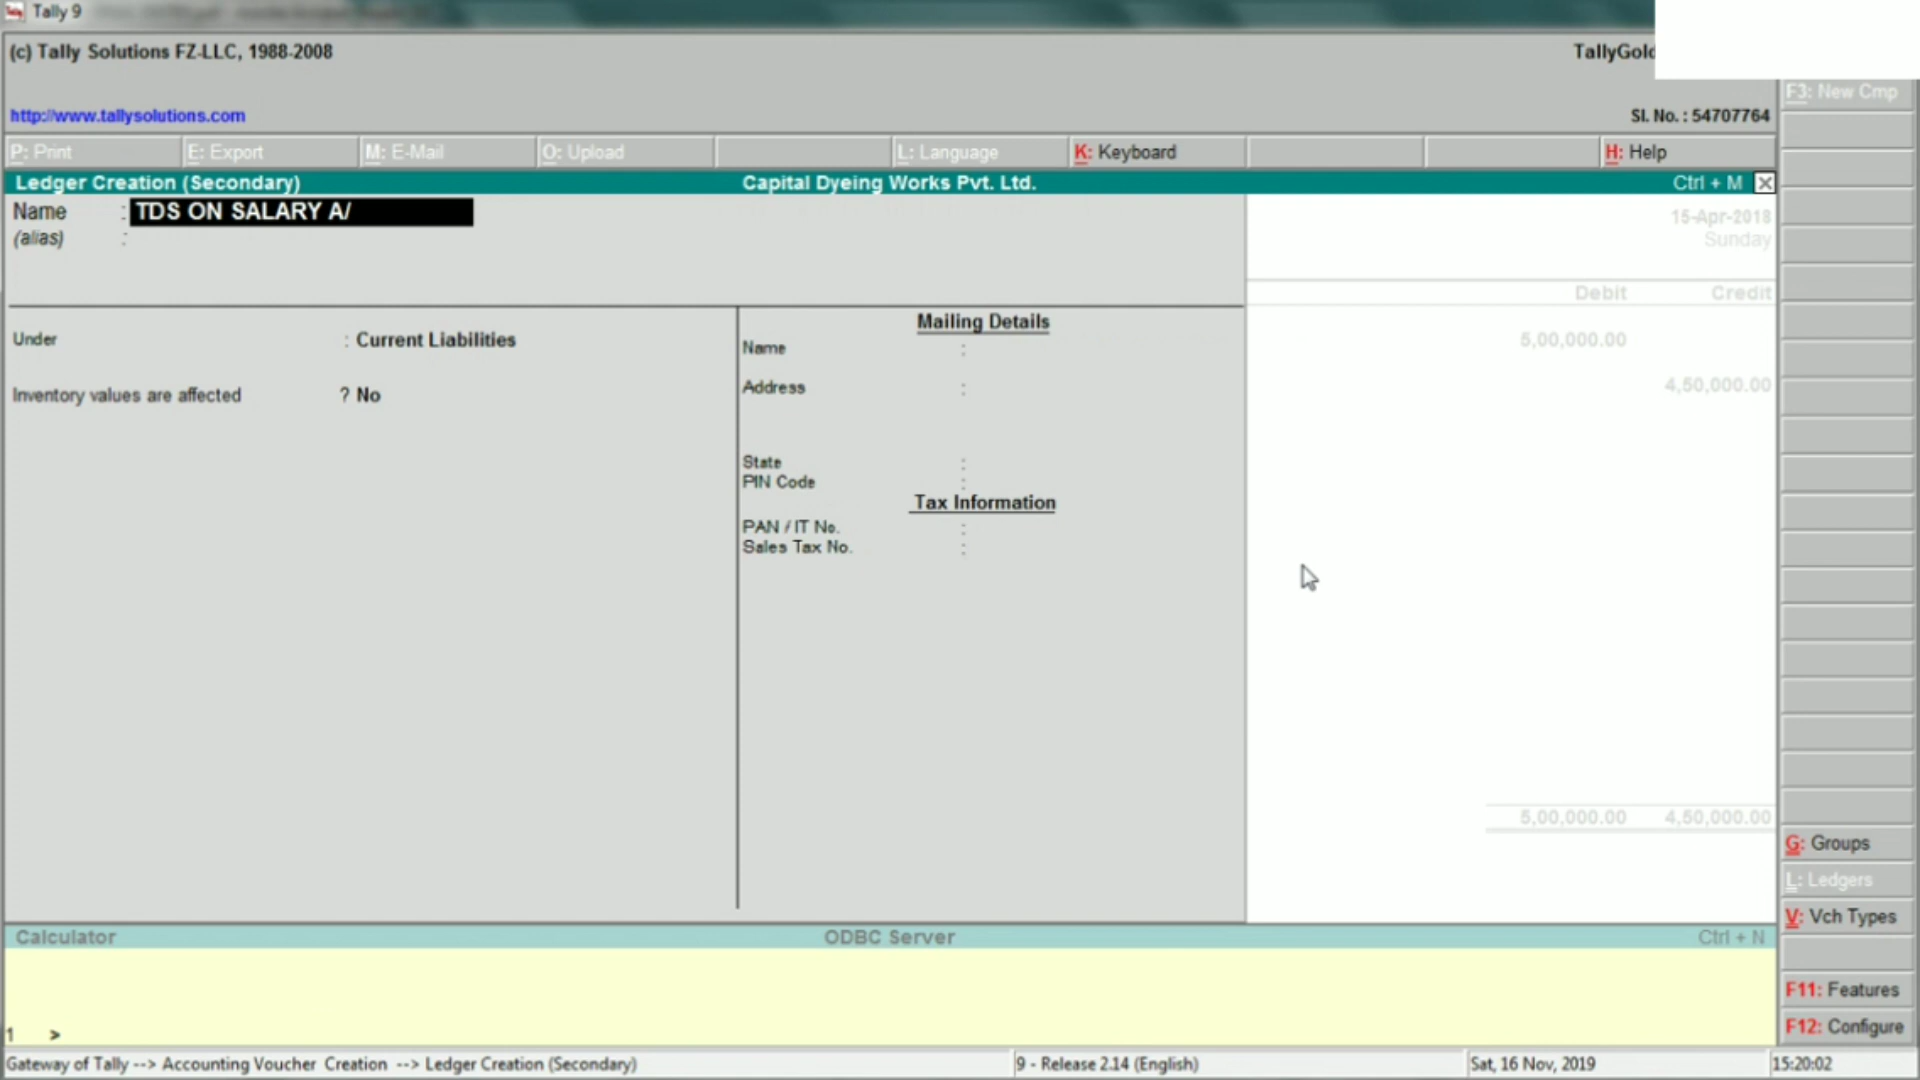 Tally 9
(c) Tally Solutions FZ-LLC, 1988-2008
TallyGold
http://www.tallysolutions.com
Sl. No. : 54707764
F3: New Cmp
P: Print E: Export M: E-Mail O: Upload L: Language K: Keyboard H: Help
Ledger Creation (Secondary) Capital Dyeing Works Pvt. Ltd. Ctrl + M
Name : TDS ON SALARY A/
(alias) :
15-Apr-2018
Sunday
Debit Credit
Under : Current Liabilities
Inventory values are affected ? No
Mailing Details
Name :
Address :
State :
PIN Code :
Tax Information
PAN / IT No. :
Sales Tax No. :
5,00,000.00
4,50,000.00
5,00,000.00 4,50,000.00
G: Groups
L: Ledgers
V: Vch Types
F11: Features
F12: Configure
Calculator ODBC Server Ctrl + N
1 >
Gateway of Tally --> Accounting Voucher Creation --> Ledger Creation (Secondary) 9 - Release 2.14 (English) Sat, 16 Nov, 2019 15:20:02